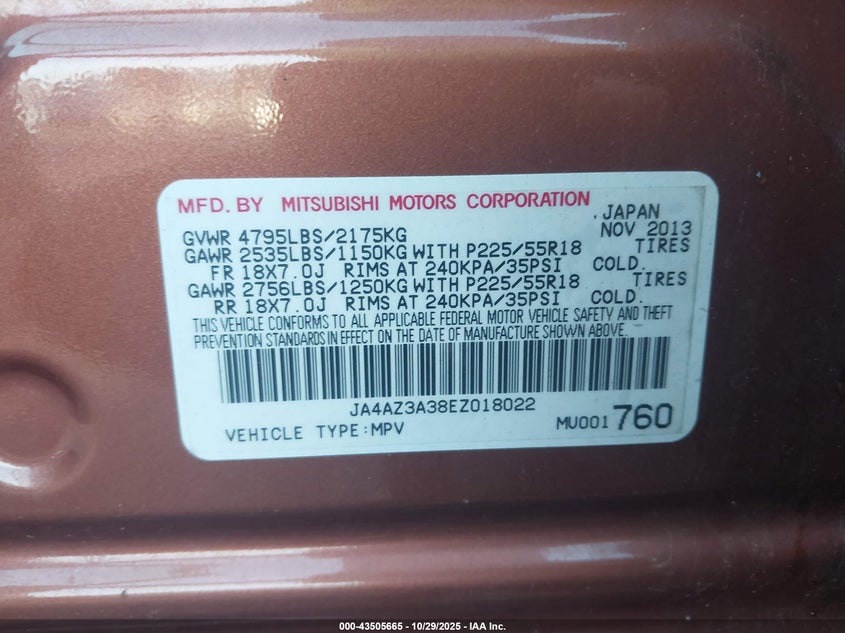 MFD. BY MITSUBISHI MOTORS CORPORATION
.JAPAN
GVWR 4795LBS/2175KG NOV 2013
GAWR 2535LBS/1150KG WITH P225/55R18 TIRES
FR 18X7.0J RIMS AT 240KPA/35PSI COLD.
GAWR 2756LBS/1250KG WITH P225/55R18 TIRES
RR 18X7.0J RIMS AT 240KPA/35PSI COLD.
THIS VEHICLE CONFORMS TO ALL APPLICABLE FEDERAL MOTOR VEHICLE SAFETY AND THEFT
PREVENTION STANDARDS IN EFFECT ON THE DATE OF MANUFACTURE SHOWN ABOVE.
JA4AZ3A38EZ018022
VEHICLE TYPE:MPV MU001760
000-43505665 - 10/29/2025 - IAA Inc.